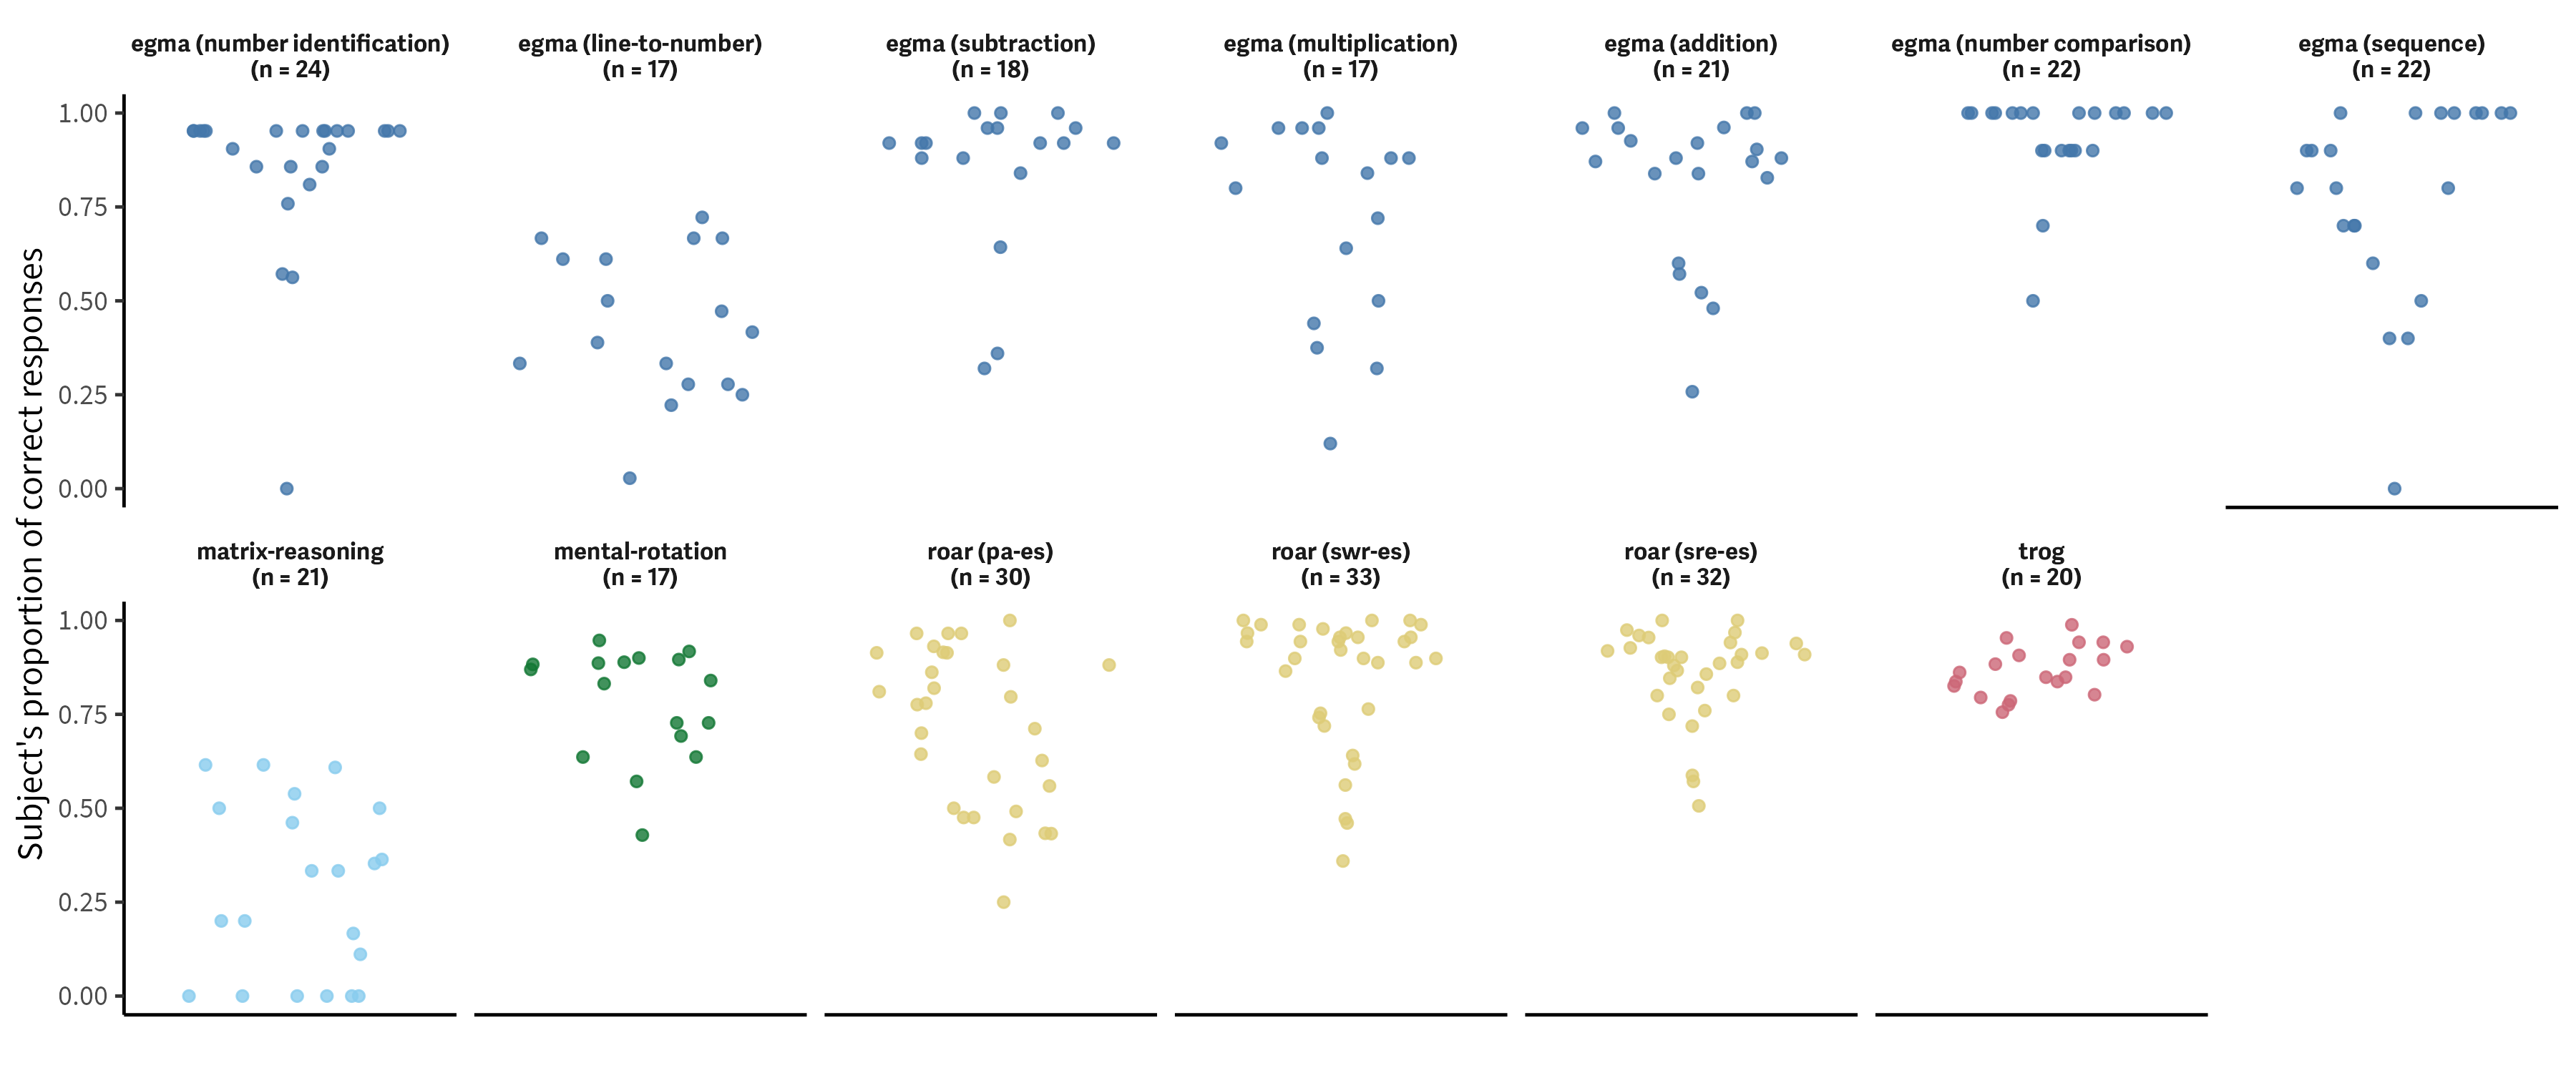 egma (number identification)
(n = 24)
egma (line-to-number)
(n = 17)
egma (subtraction)
(n = 18)
egma (multiplication)
(n = 17)
egma (addition)
(n = 21)
egma (number comparison)
(n = 22)
egma (sequence)
(n = 22)
1.00
0.75
0.50
0.25
0.00
Subject's proportion of correct responses
matrix-reasoning
(n = 21)
mental-rotation
(n = 17)
roar (pa-es)
(n = 30)
roar (swr-es)
(n = 33)
roar (sre-es)
(n = 32)
trog
(n = 20)
1.00
0.75
0.50
0.25
0.00